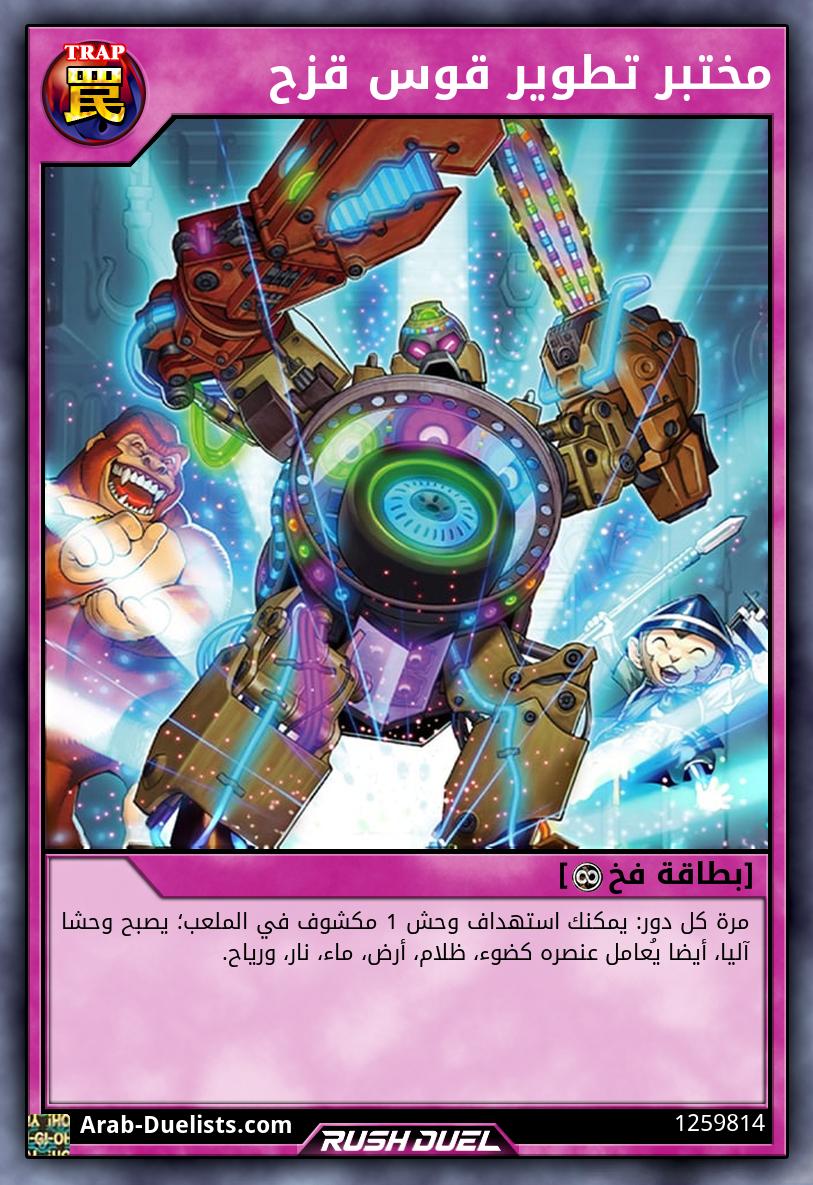 TRAP
罠
مختبر تطوير قوس قزح
[بطاقة فخ ∞]
مرة كل دور: يمكنك استهداف وحش 1 مكشوف في الملعب؛ يصبح وحشا
آليا، أيضا يُعامل عنصره كضوء، ظلام، أرض، ماء، نار، ورياح.
Arab-Duelists.com
RUSH DUEL
1259814